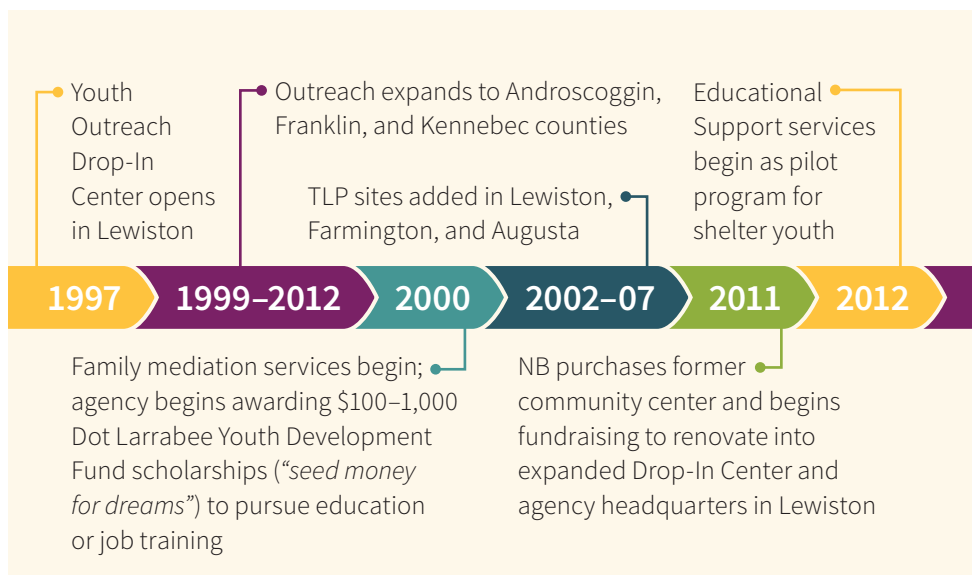 Youth
Outreach
Drop-In
Center opens
in Lewiston
Outreach expands to Androscoggin,
Franklin, and Kennebec counties
TLP sites added in Lewiston,
Farmington, and Augusta
Educational
Support services
begin as pilot
program for
shelter youth
1997
1999–2012
2000
2002–07
2011
2012
Family mediation services begin;
agency begins awarding $100–1,000
Dot Larrabee Youth Development
Fund scholarships (“seed money
for dreams”) to pursue education
or job training
NB purchases former
community center and begins
fundraising to renovate into
expanded Drop-In Center and
agency headquarters in Lewiston